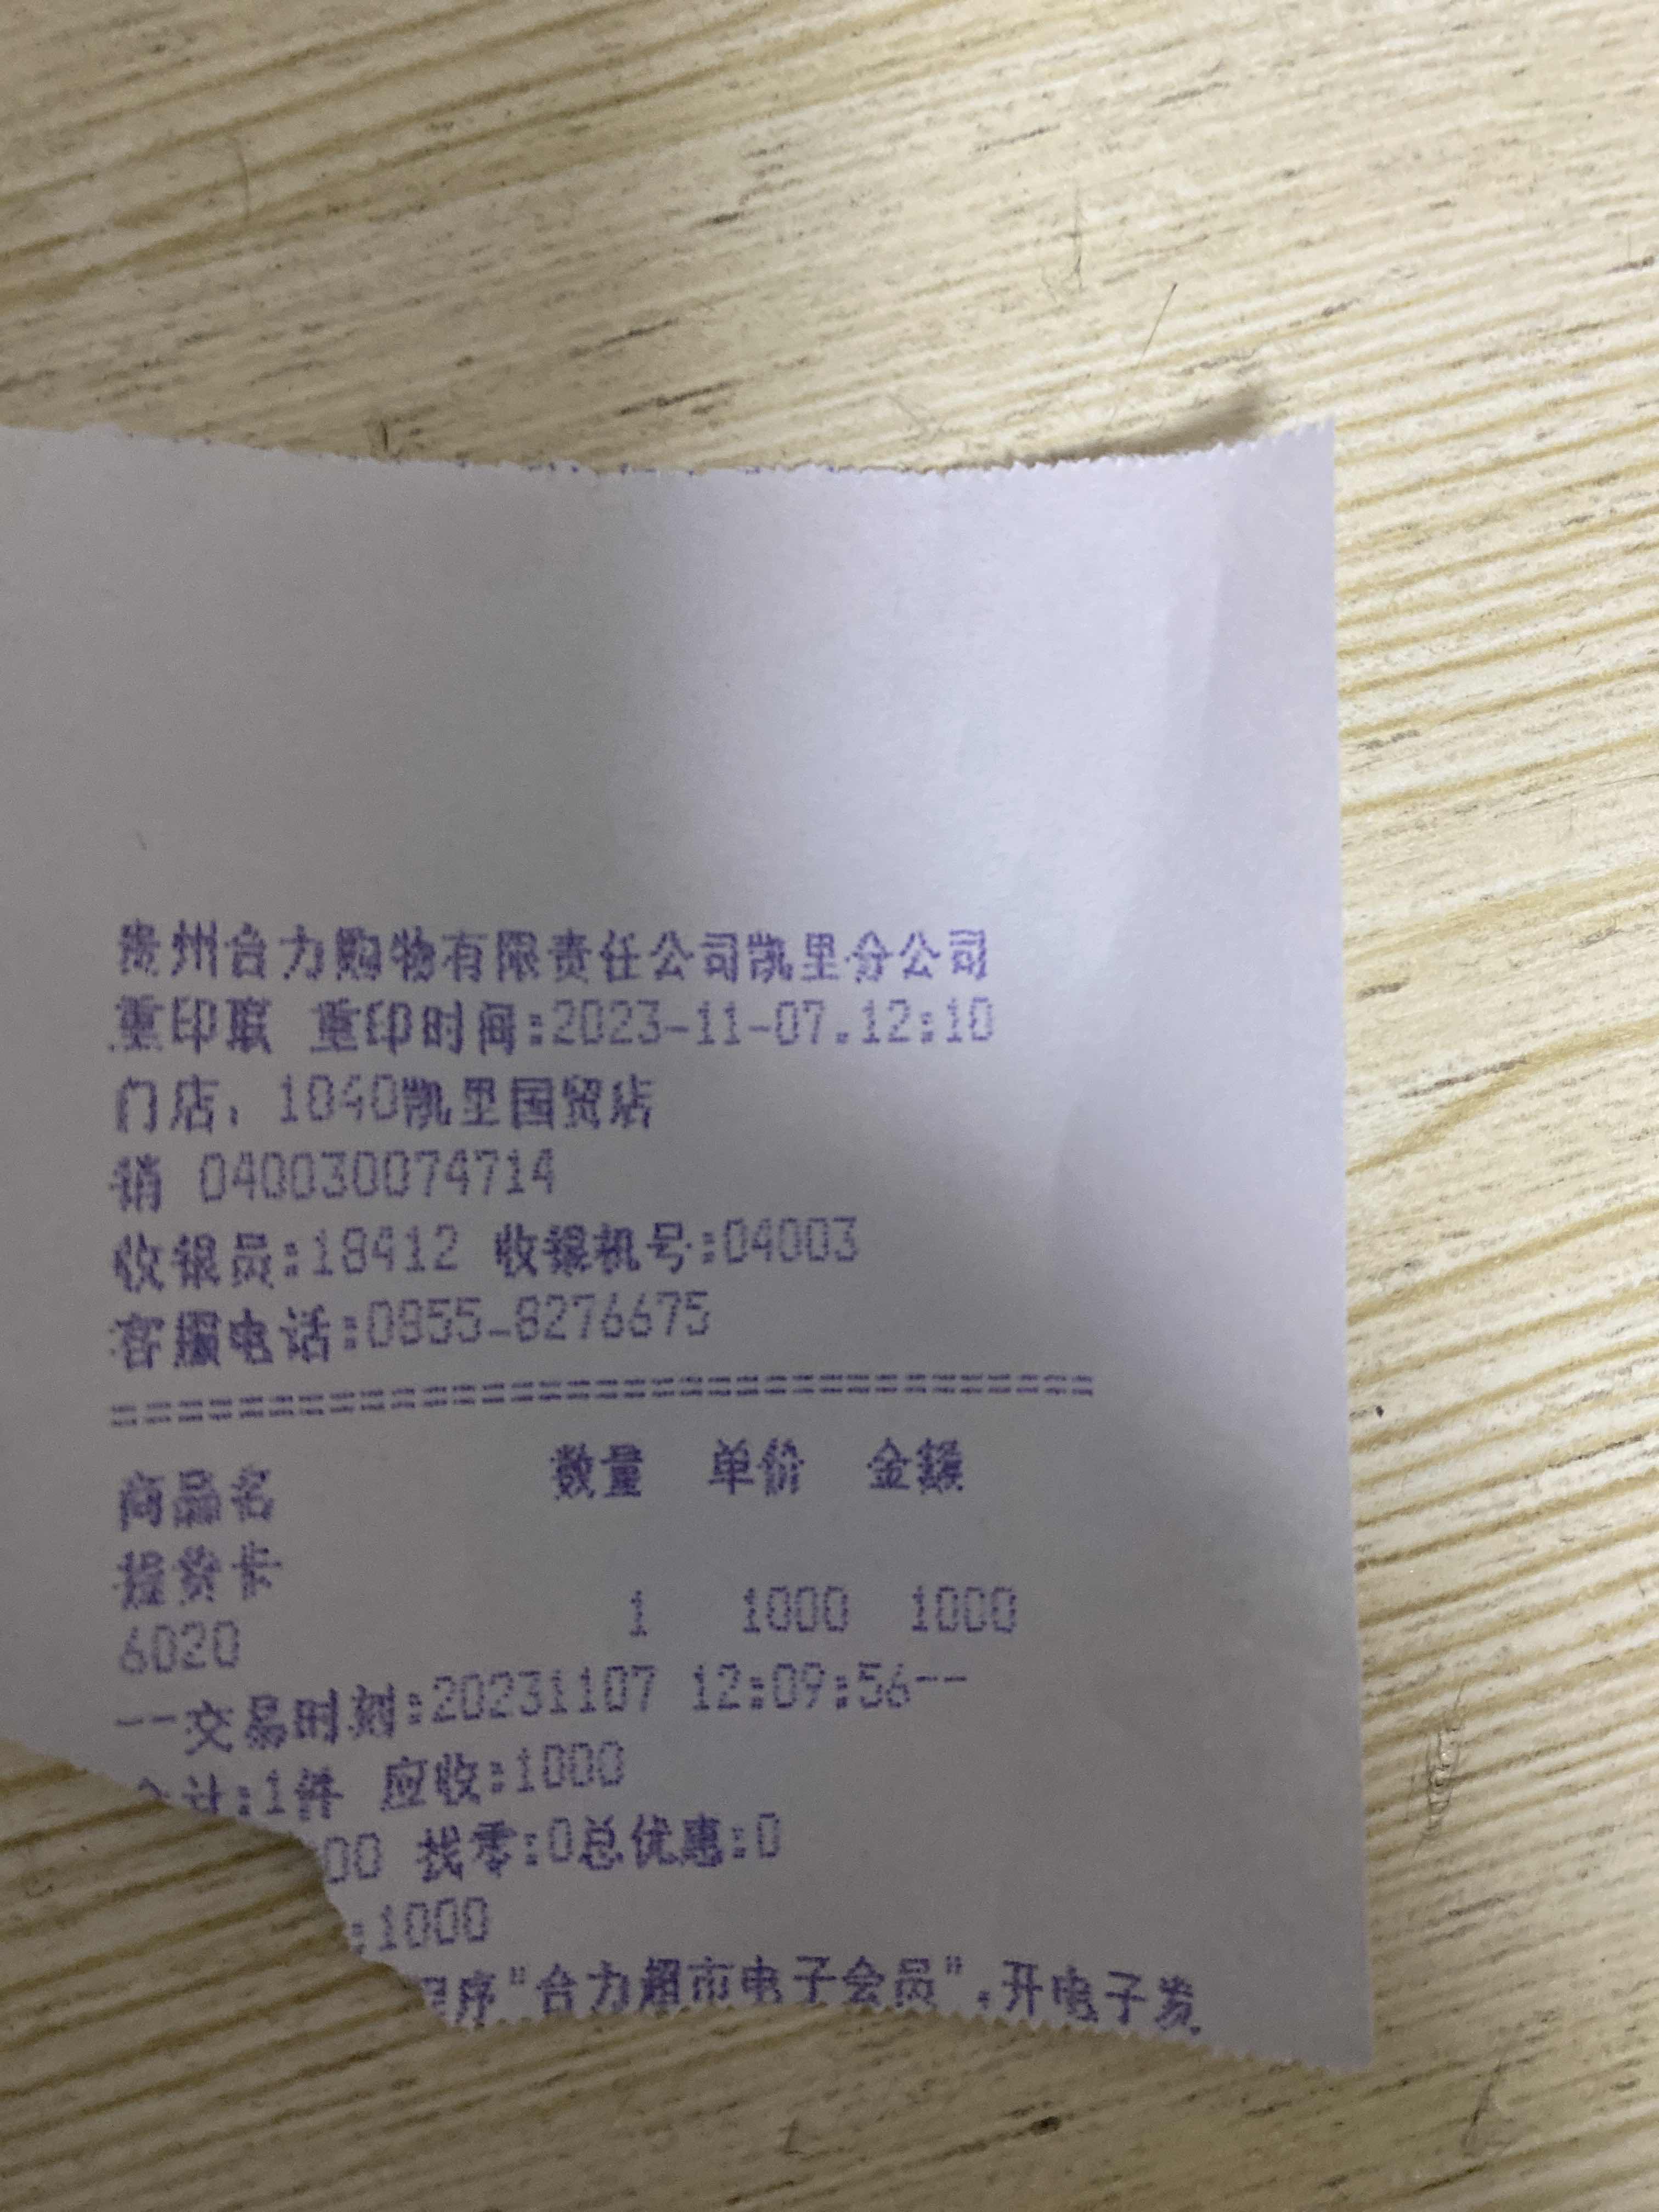 贵州合力购物有限责任公司凯里分公司
重印联 重印时间:2023-11-07.12:10
门店: 1040凯里国贸店
销 040030074714
收银员:18412 收银机号:04003
客服电话:0855-8276675
================================
商品名 数量 单价 金额
提货卡
6020 1 1000 1000
--交易时刻:20231107 12:09:56--
合计:1件 应收:1000
00 找零:0总优惠:0
:1000
程序"合力超市电子会员",开电子发